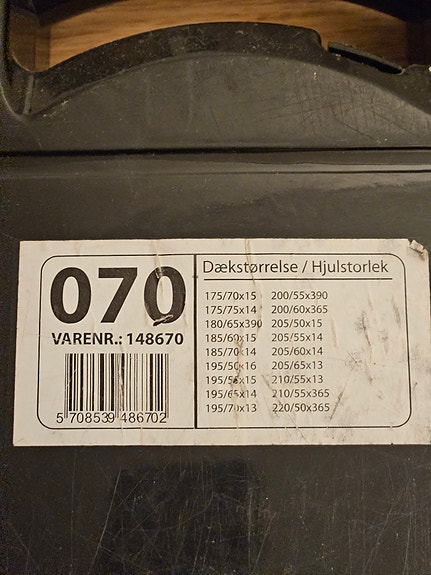 070
VARENR.: 148670
5 708539 486702
Dækstørrelse / Hjulstorlek
175/70x15 200/55x390
175/75x14 200/60x365
180/65x390 205/50x15
185/60x15 205/55x14
185/70x14 205/60x14
195/50x16 205/65x13
195/55x15 210/55x13
195/65x14 210/55x365
195/70x13 220/50x365